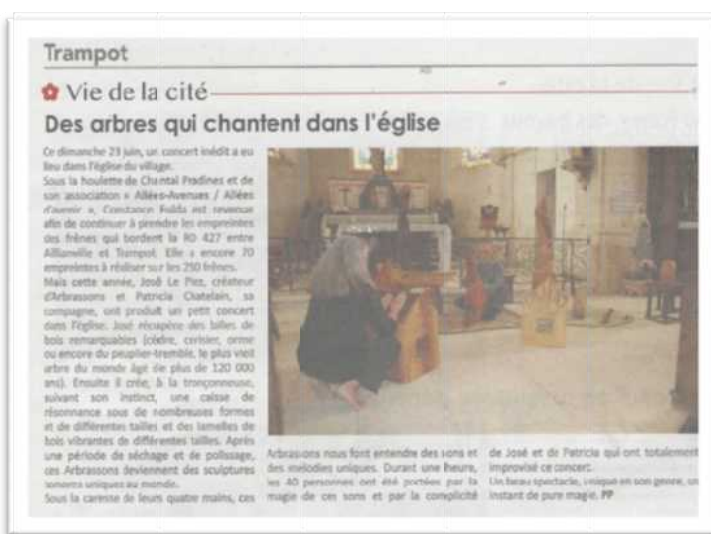 Trampot
Vie de la cité
Des arbres qui chantent dans l'église
Ce dimanche 23 juin, un concert inédit a eu
lieu dans l'église du village.
Sous la houlette de Chantal Pradines et de
son association « Allées-Avenues / Allées
d'avenir », Constance Fulda est revenue
afin de continuer à prendre les empreintes
des frênes qui bordent la RD 427 entre
Allianville et Trampot. Elle a encore 70
empreintes à réaliser sur les 250 frênes.
Mais cette année, José Le Piez, créateur
d'Arbrassons et Patricia Chatelain, sa
compagne, ont produit un petit concert
dans l'église. José récupère des billes de
bois remarquables (cèdre, cerisier, orme
ou encore du peuplier-tremble, le plus vieil
arbre du monde âgé de plus de 120 000
ans). Ensuite il crée, à la tronçonneuse,
suivant son instinct, une caisse de
résonnance sous de nombreuses formes
et de différentes tailles et des lamelles de
bois vibrantes de différentes tailles. Après
une période de séchage et de polissage,
ces Arbrassons deviennent des sculptures
sonores uniques au monde.
Sous la caresse de leurs quatre mains, ces
Arbrassons nous font entendre des sons et
des mélodies uniques. Durant une heure,
les 40 personnes ont été portées par la
magie de ces sons et par la complicité
de José et de Patricia qui ont totalement
improvisé ce concert.
Un beau spectacle, unique en son genre, un
instant de pure magie. PP